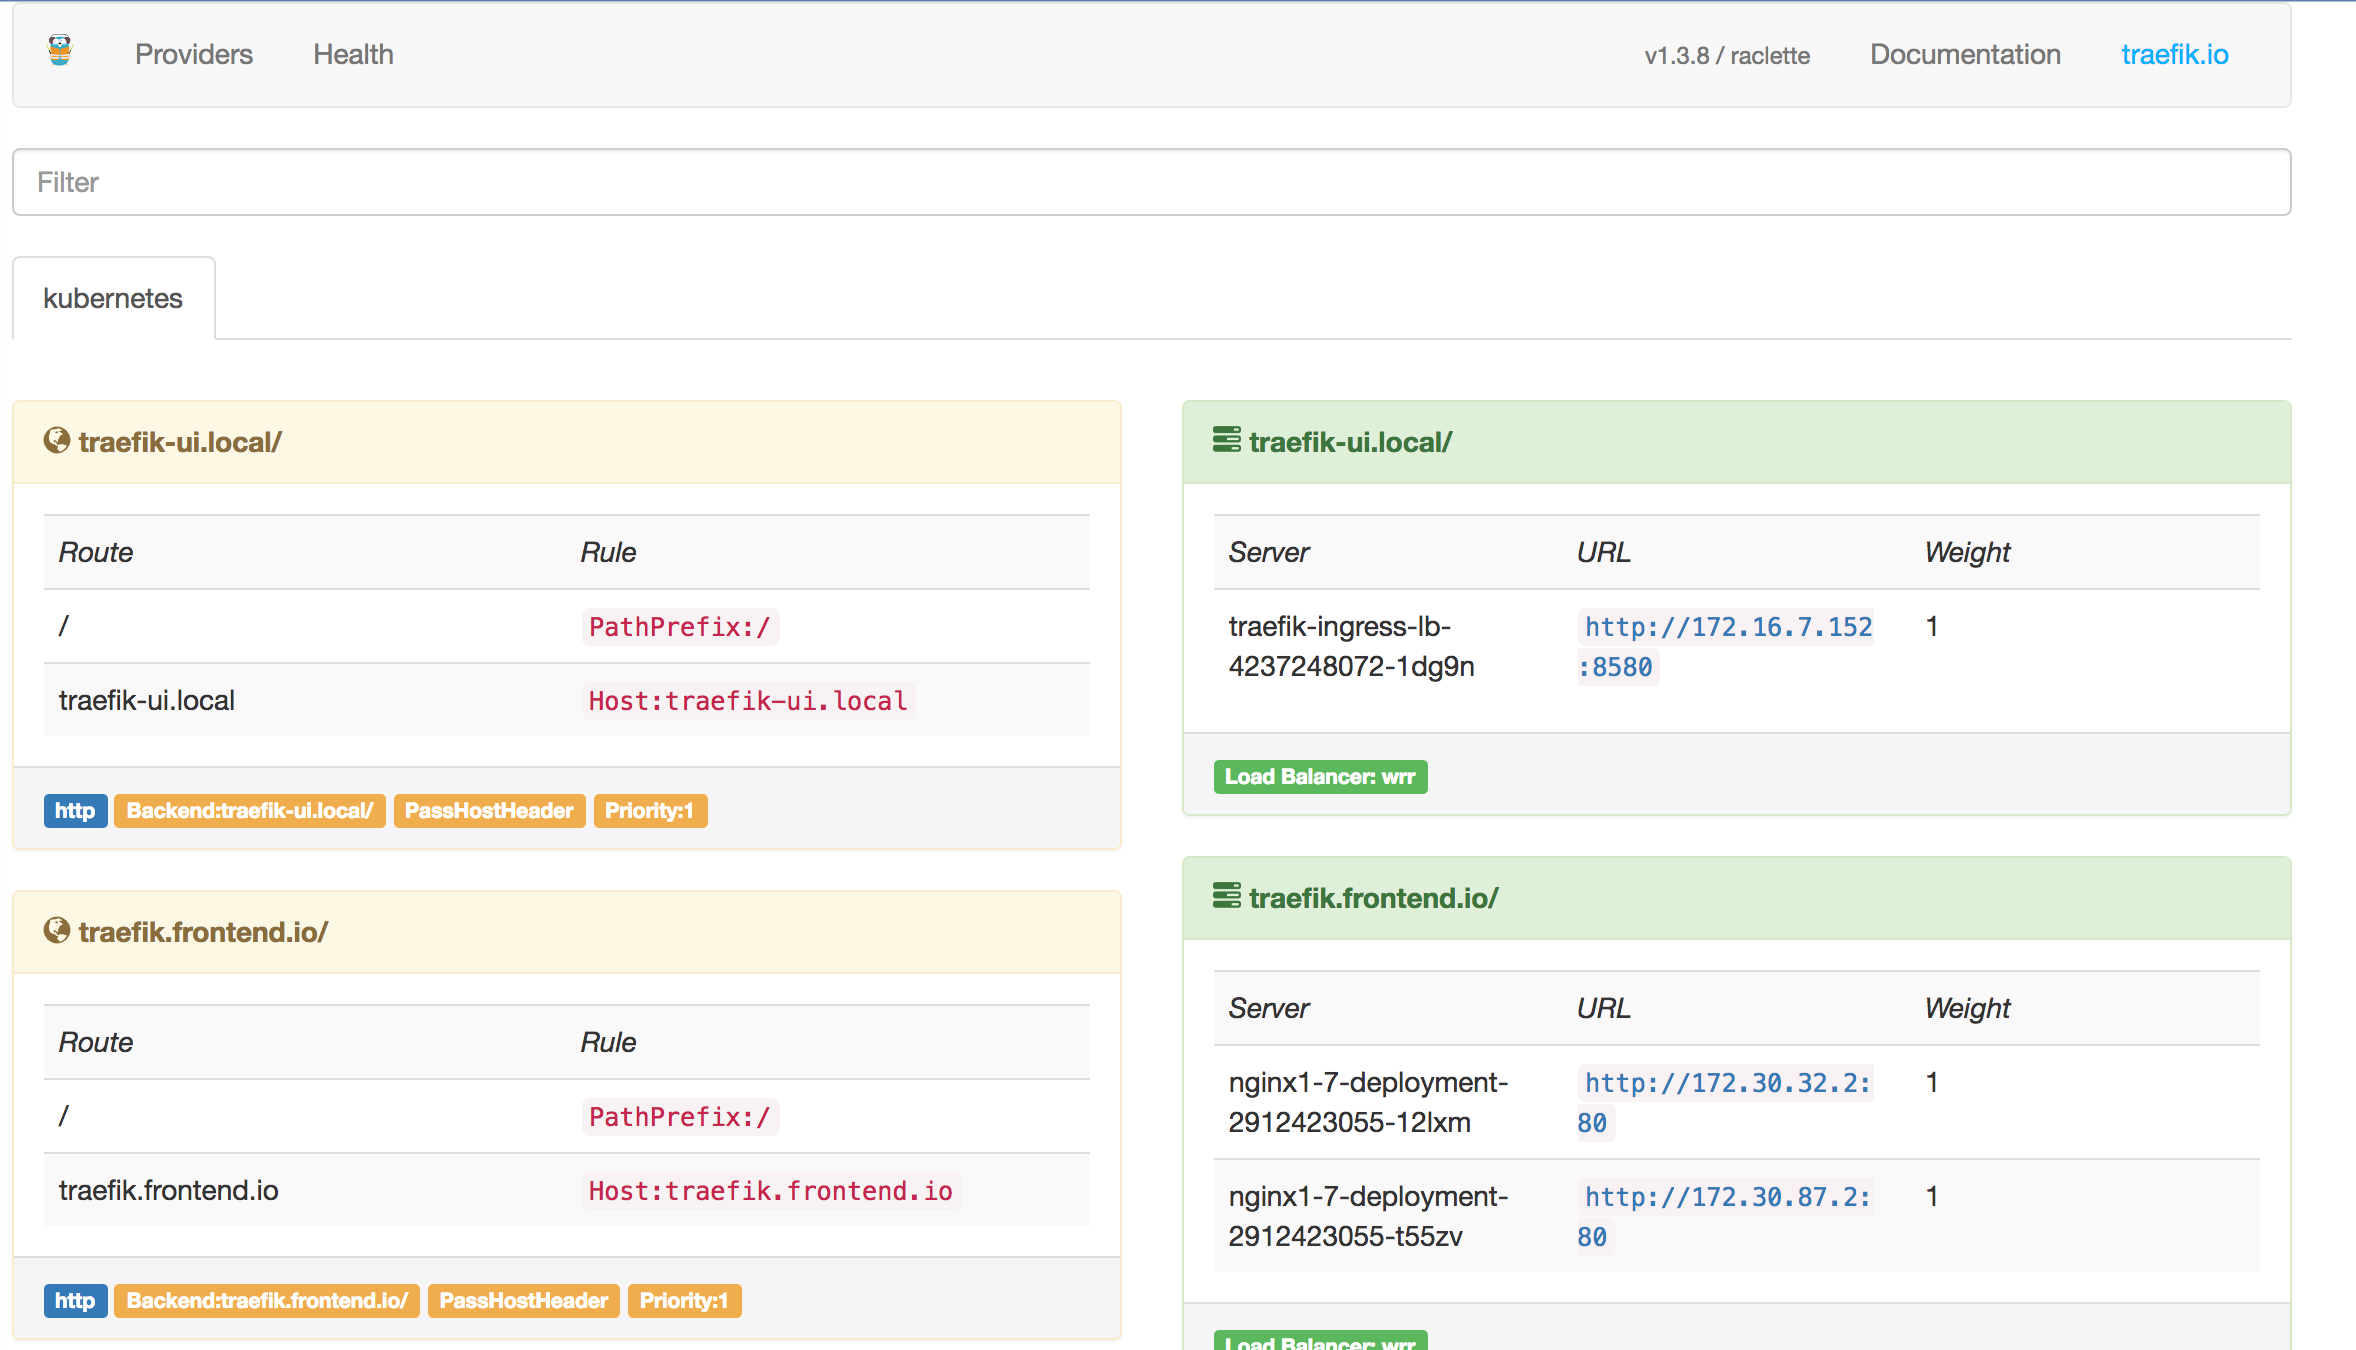 Providers Health v1.3.8 / raclette Documentation traefik.io
Filter
kubernetes
traefik-ui.local/
Route Rule
/ PathPrefix:/
traefik-ui.local Host:traefik-ui.local
http Backend:traefik-ui.local/ PassHostHeader Priority:1
traefik.frontend.io/
Route Rule
/ PathPrefix:/
traefik.frontend.io Host:traefik.frontend.io
http Backend:traefik.frontend.io/ PassHostHeader Priority:1
traefik-ui.local/
Server URL Weight
traefik-ingress-lb- http://172.16.7.152 1
4237248072-1dg9n :8580
Load Balancer: wrr
traefik.frontend.io/
Server URL Weight
nginx1-7-deployment- http://172.30.32.2: 1
2912423055-12lxm 80
nginx1-7-deployment- http://172.30.87.2: 1
2912423055-t55zv 80
Load Balancer: wrr